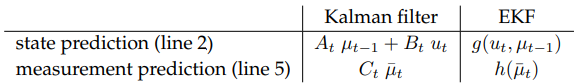 Kalman filter EKF
state prediction (line 2) A_t μ_{t−1} + B_t u_t g(u_t, μ_{t−1})
measurement prediction (line 5) C_t μ̄_t h(μ̄_t)